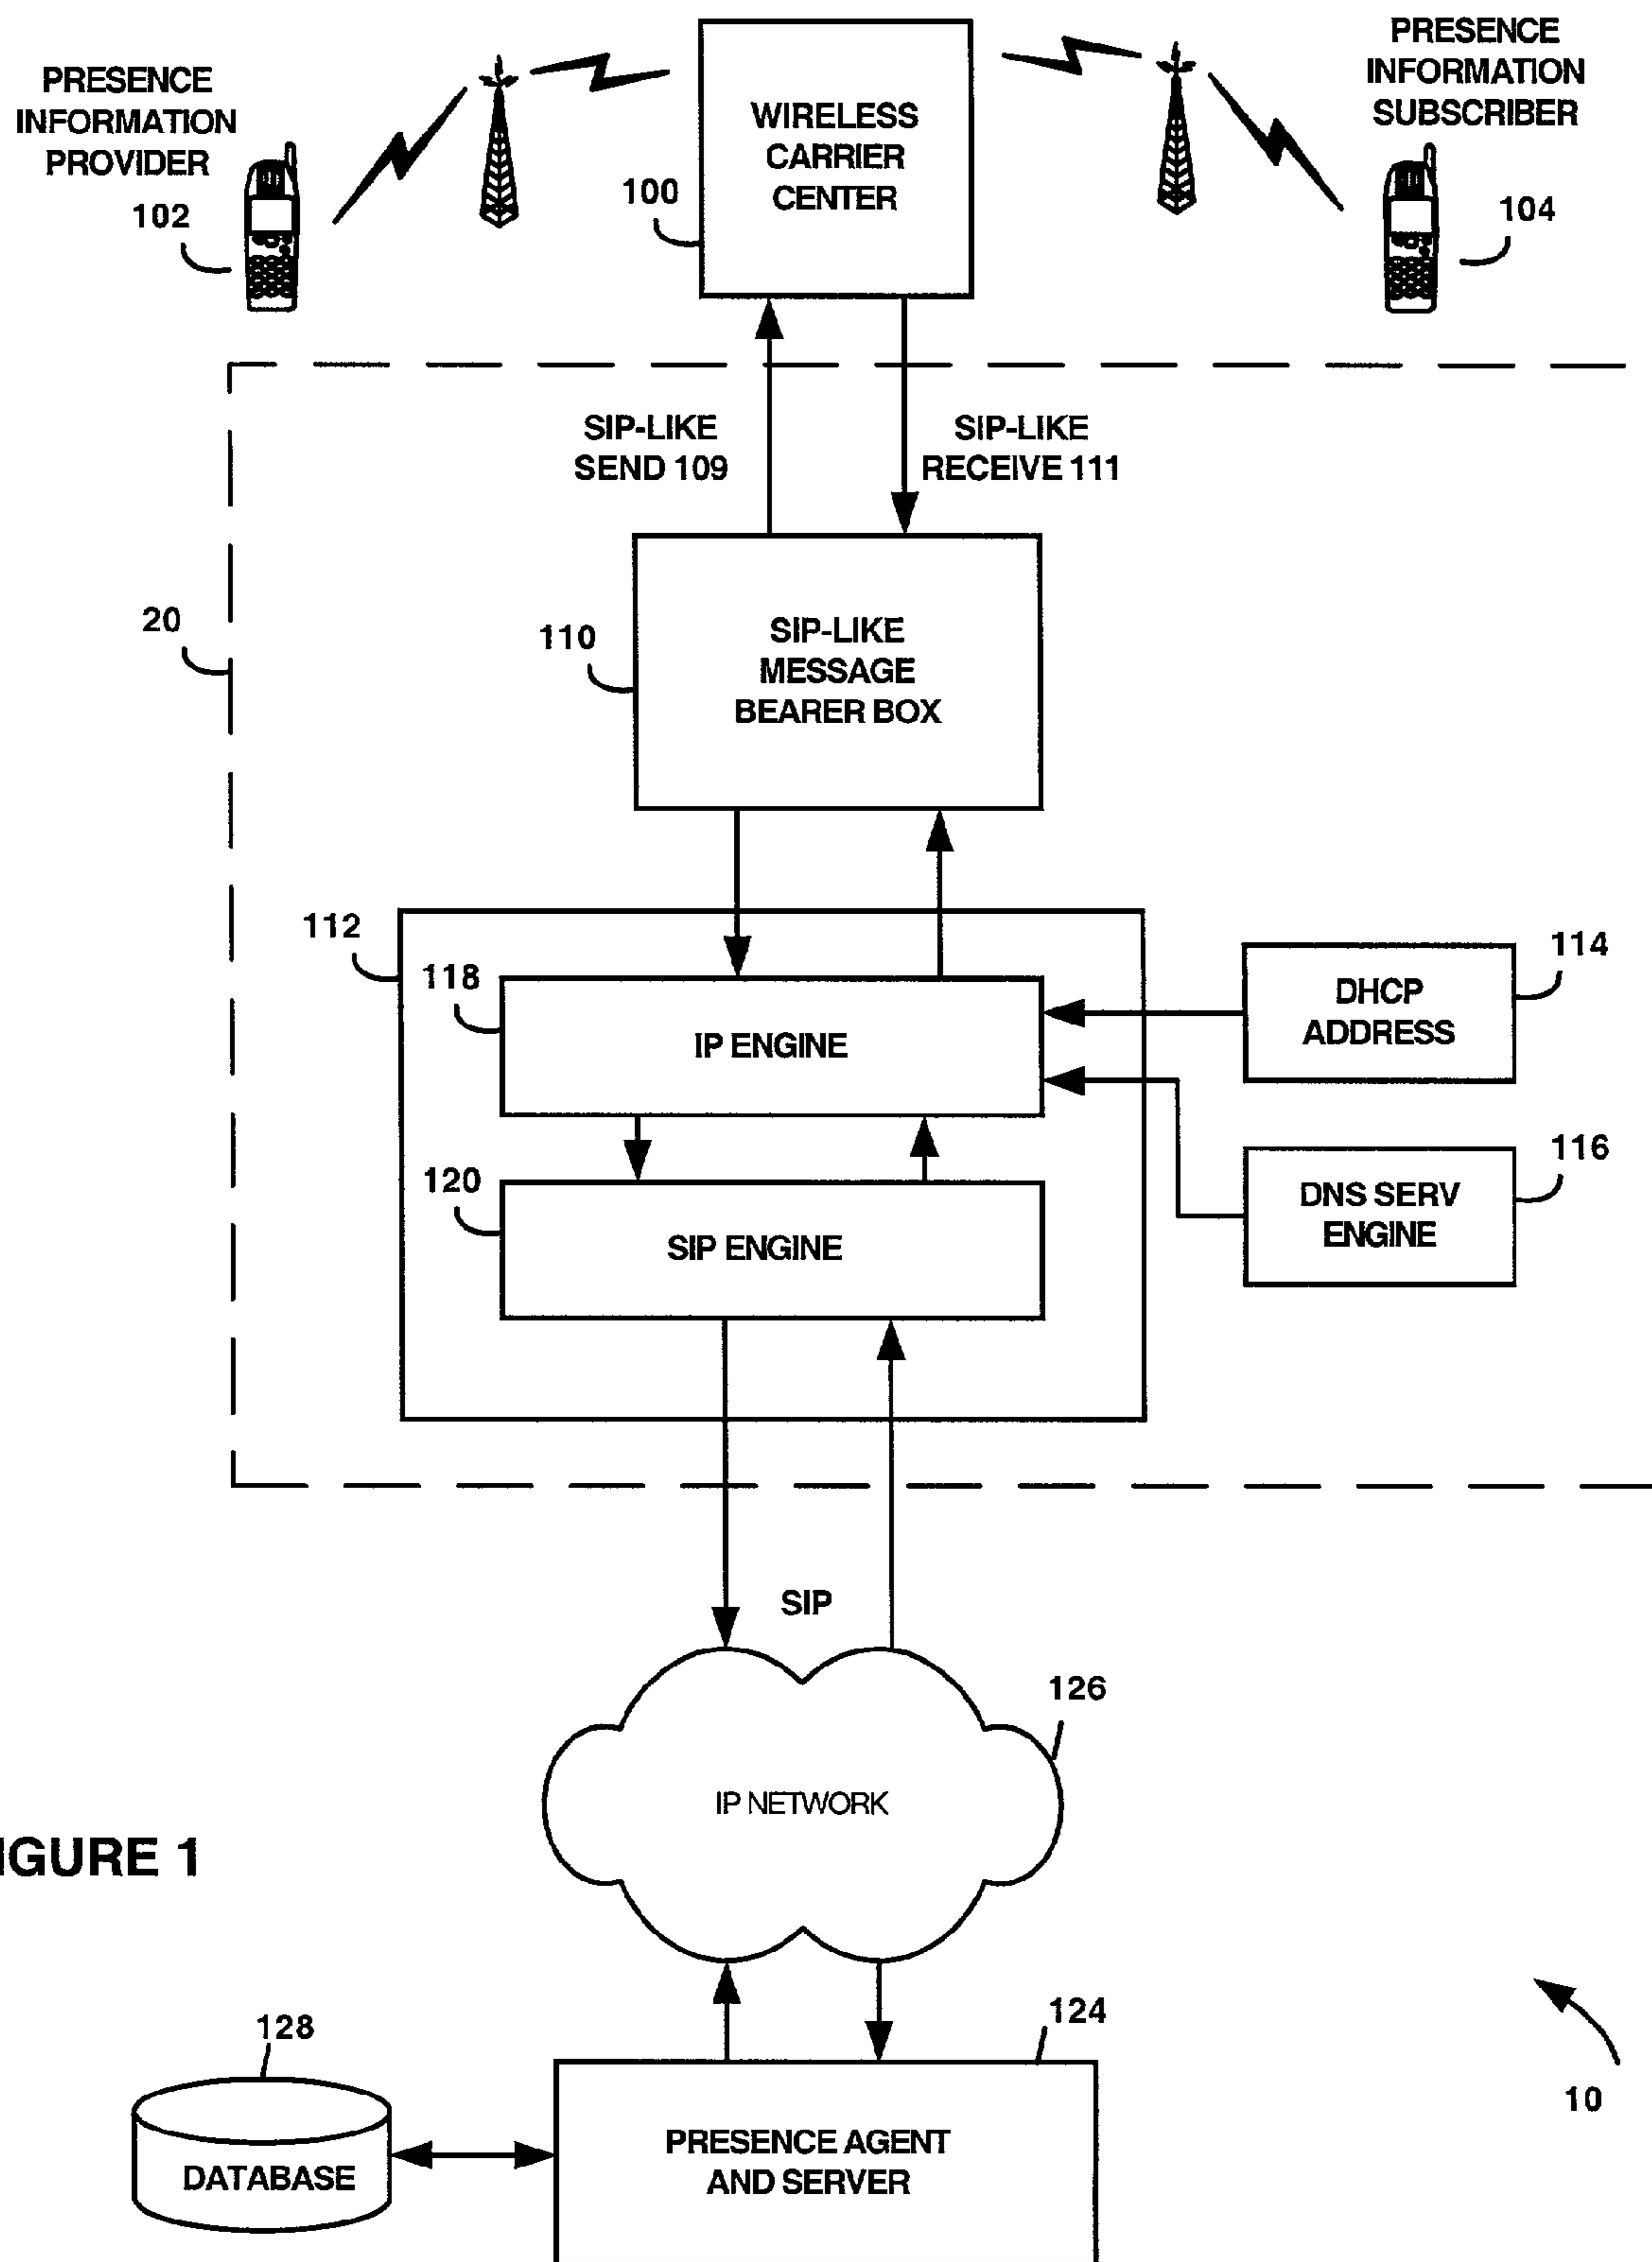 PRESENCE
INFORMATION
PROVIDER
102
WIRELESS
CARRIER
CENTER
100
PRESENCE
INFORMATION
SUBSCRIBER
104
SIP-LIKE
SEND 109
SIP-LIKE
RECEIVE 111
20
110
SIP-LIKE
MESSAGE
BEARER BOX
112
118
IP ENGINE
DHCP
ADDRESS
114
120
SIP ENGINE
DNS SERV
ENGINE
116
SIP
126
IP NETWORK
IGURE 1
128
DATABASE
124
PRESENCE AGENT
AND SERVER
10